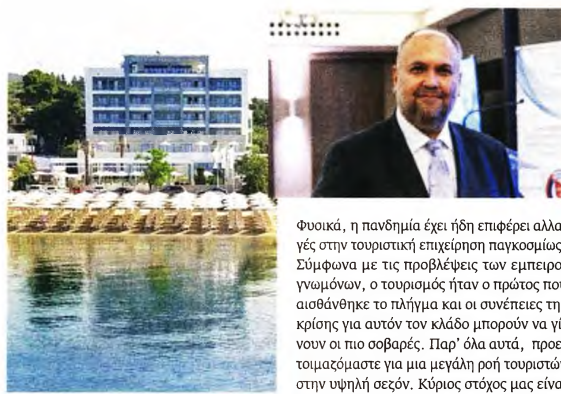 Φυσικά, η πανδημία έχει ήδη επιφέρει αλλα
γές στην τουριστική επιχείρηση παγκοσμίως
Σύμφωνα με τις προβλέψεις των εμπειρο
γνωμόνων, ο τουρισμός ήταν ο πρώτος που
αισθάνθηκε το πλήγμα και οι συνέπειες τη
κρίσης για αυτόν τον κλάδο μπορούν να γί
νουν οι πιο σοβαρές. Παρ’ όλα αυτά, προε
τοιμαζόμαστε για μια μεγάλη ροή τουριστώ
στην υψηλή σεζόν. Κύριος στόχος μας είνα